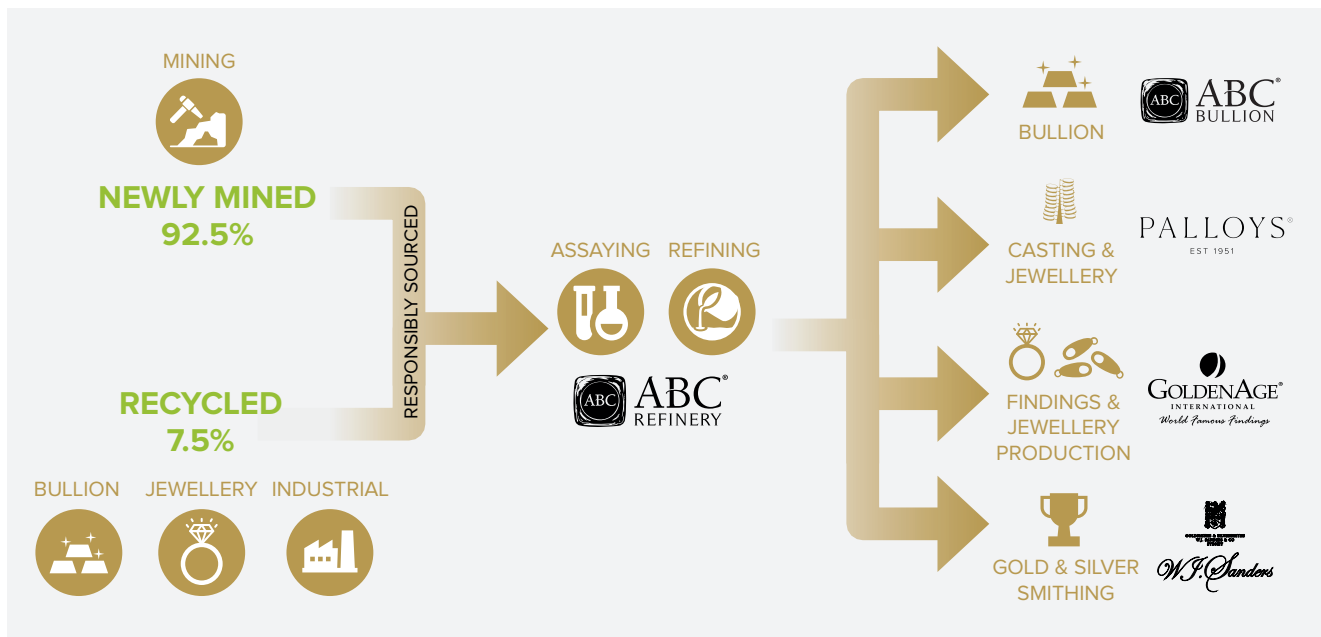 MINING
NEWLY MINED
92.5%
RECYCLED
7.5%
BULLION
JEWELLERY
INDUSTRIAL
RESPONSIBLY SOURCED
ASSAYING
REFINING
ABC
ABC®
REFINERY
BULLION
ABC
ABC®
BULLION
CASTING &
JEWELLERY
PALLOYS®
EST 1951
FINDINGS &
JEWELLERY
PRODUCTION
GOLDENAGE®
INTERNATIONAL
World Famous Findings
GOLD & SILVER
SMITHING
W.J. Sanders